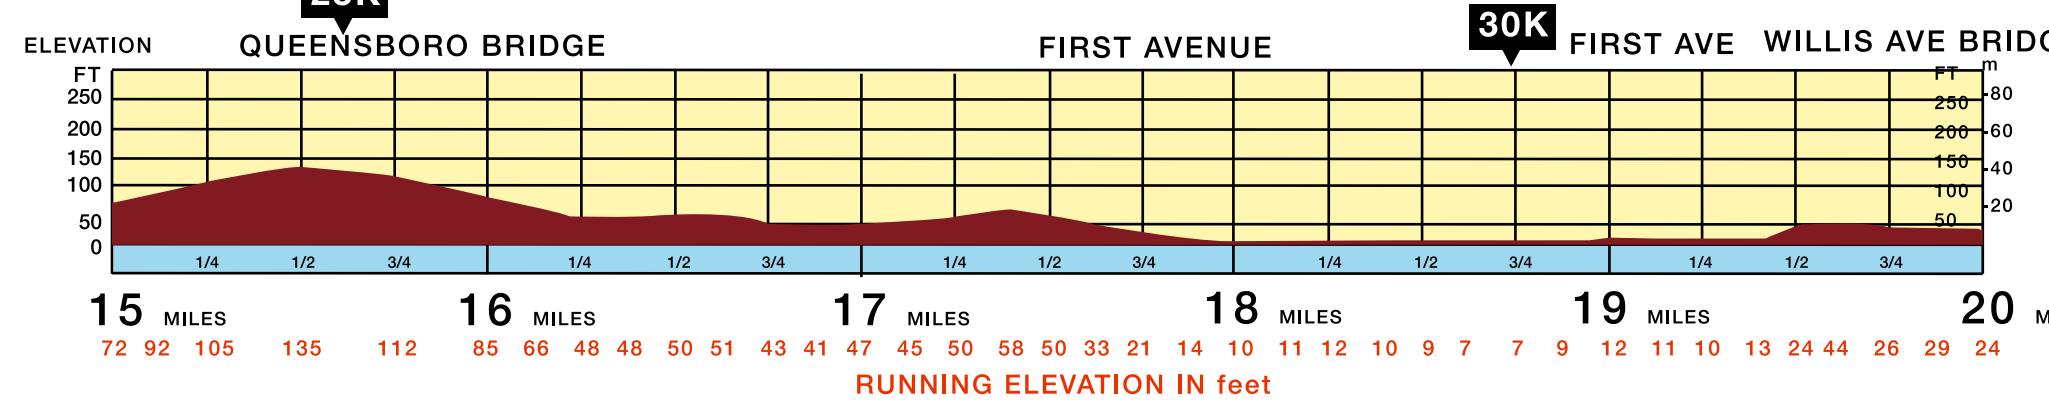 25K
30K
ELEVATION QUEENSBORO BRIDGE FIRST AVENUE FIRST AVE WILLIS AVE
FT m
FT
250 80
250
200 60
200
150 40
150
100 20
100
50
50
0
1/4 1/2 3/4 1/4 1/2 3/4 1/4 1/2 3/4 1/4 1/2 3/4 1/4 1/2 3/4
15 MILES 16 MILES 17 MILES 18 MILES 19 MILES 20
72 92 105 135 112 85 66 48 48 50 51 43 41 47 45 50 58 50 33 21 14 10 11 12 10 9 7 7 9 12 11 10 13 24 44 26 29 24
RUNNING ELEVATION IN feet